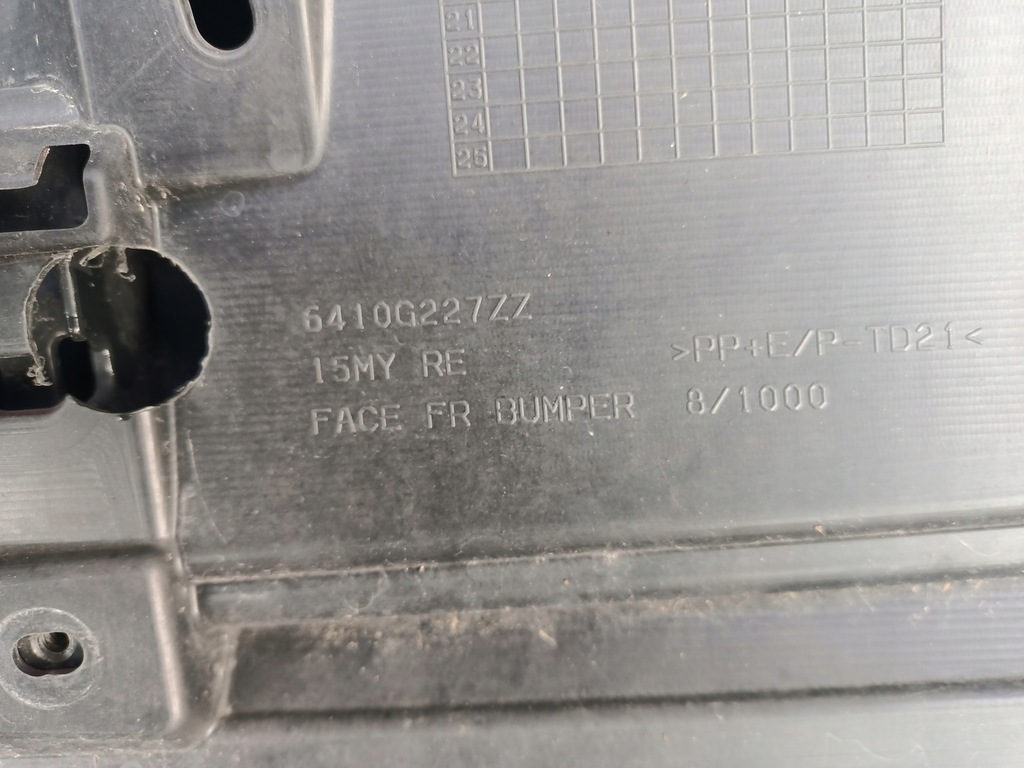 21
22
23
24
25
6410G227ZZ
15MY RE
FACE FR BUMPER
>PP+E/P-TD21<
8/1000